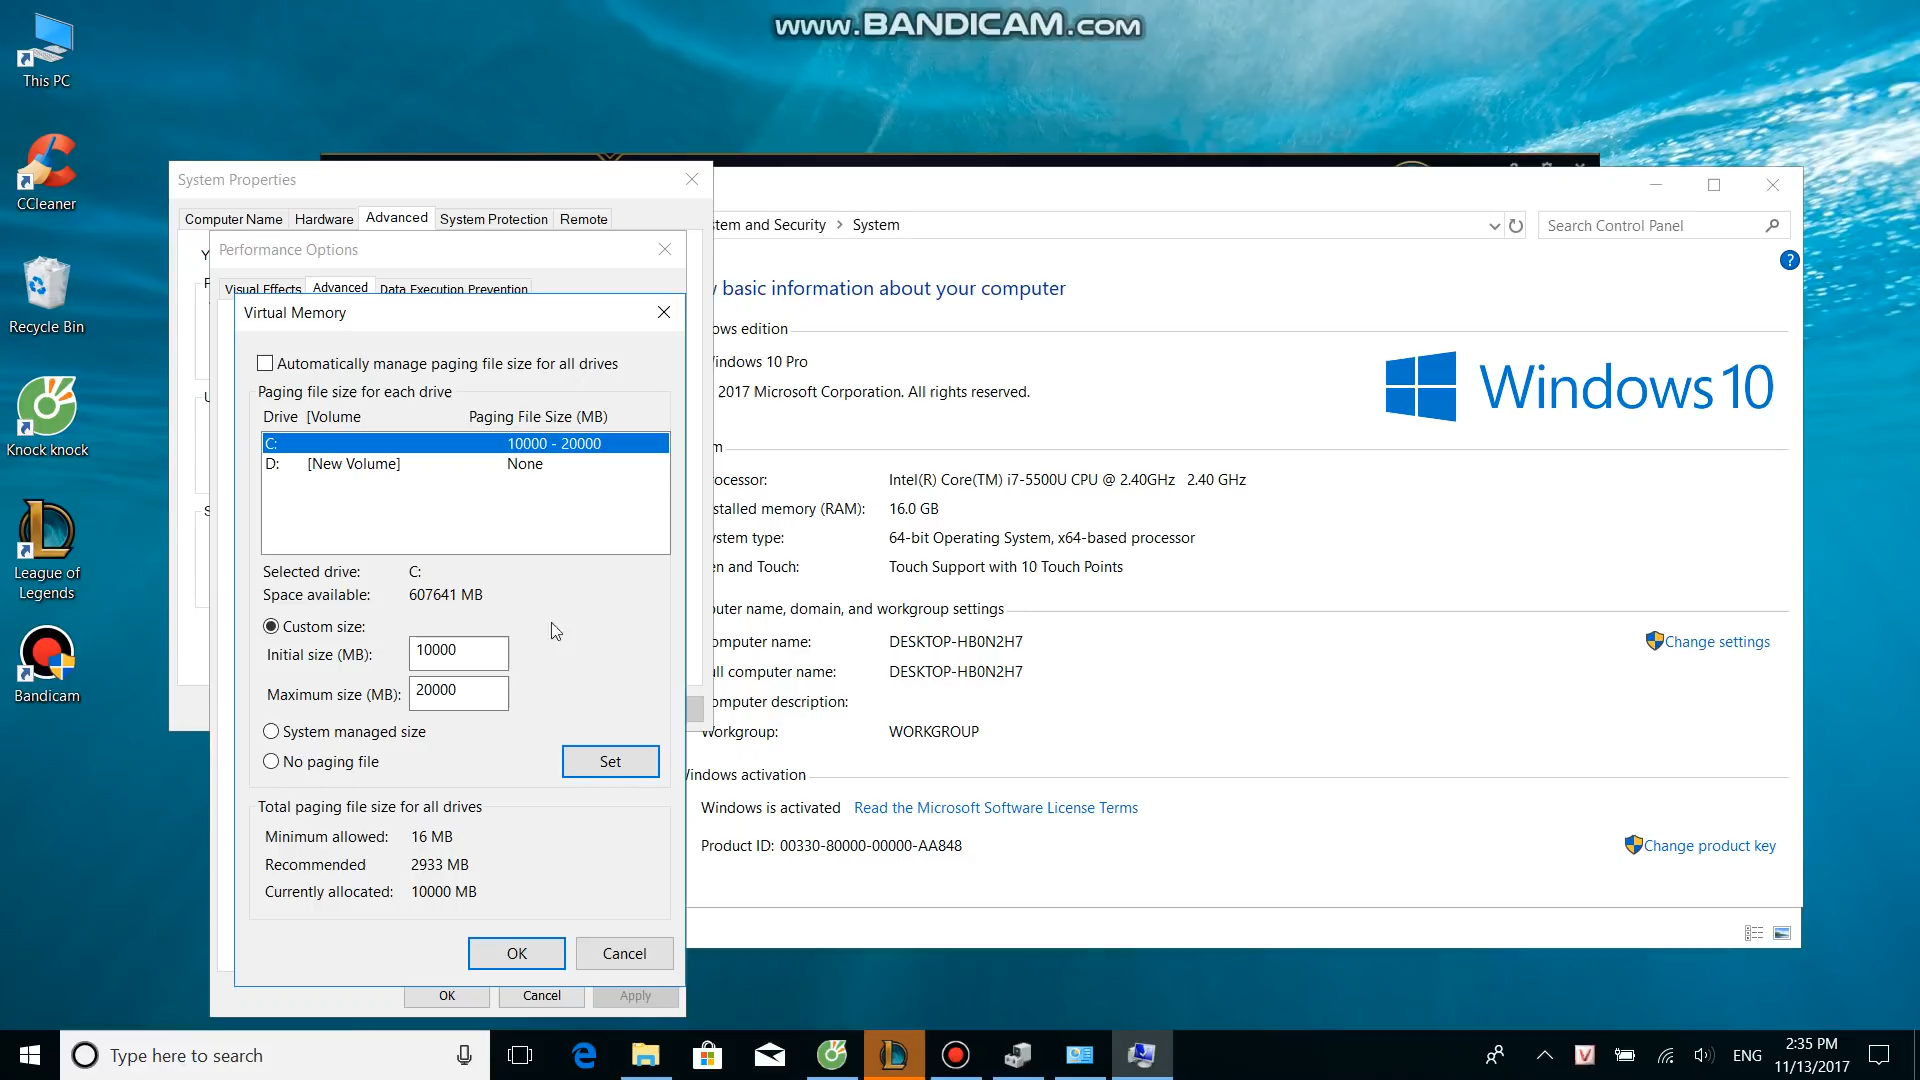 www.BANDICAM.com
This PC
CCleaner
Recycle Bin
Knock knock
League of
Legends
Bandicam
System Properties
Computer Name Hardware Advanced System Protection Remote
Performance Options
Visual Effects Advanced Data Execution Prevention
Virtual Memory
Automatically manage paging file size for all drives
Paging file size for each drive
Drive [Volume Paging File Size (MB)
C: 10000 - 20000
D: [New Volume] None
Selected drive: C:
Space available: 607641 MB
Custom size:
Initial size (MB): 10000
Maximum size (MB): 20000
System managed size
No paging file
Set
Total paging file size for all drives
Minimum allowed: 16 MB
Recommended 2933 MB
Currently allocated: 10000 MB
OK Cancel
OK Cancel Apply
tem and Security System
Search Control Panel
basic information about your computer
ows edition
indows 10 Pro
2017 Microsoft Corporation. All rights reserved.
Windows 10
m
ocessor: Intel(R) Core(TM) i7-5500U CPU @ 2.40GHz 2.40 GHz
stalled memory (RAM): 16.0 GB
stem type: 64-bit Operating System, x64-based processor
en and Touch: Touch Support with 10 Touch Points
puter name, domain, and workgroup settings
omputer name: DESKTOP-HB0N2H7
Change settings
ll computer name: DESKTOP-HB0N2H7
omputer description:
Workgroup: WORKGROUP
indows activation
Windows is activated Read the Microsoft Software License Terms
Product ID: 00330-80000-00000-AA848
Change product key
Type here to search
ENG
2:35 PM
11/13/2017